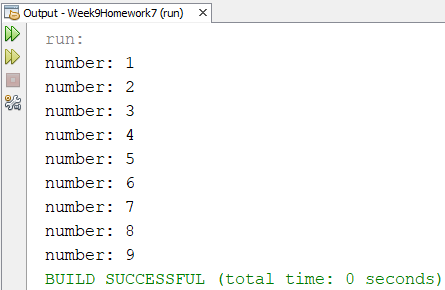 Output - Week9Homework7 (run)
run:
number: 1
number: 2
number: 3
number: 4
number: 5
number: 6
number: 7
number: 8
number: 9
BUILD SUCCESSFUL (total time: 0 seconds)